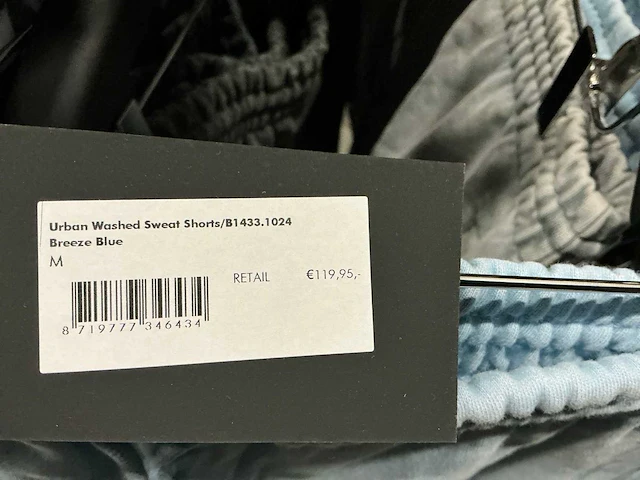 Urban Washed Sweat Shorts/B1433.1024
Breeze Blue
M
RETAIL €119,95,-
8 719777 346434